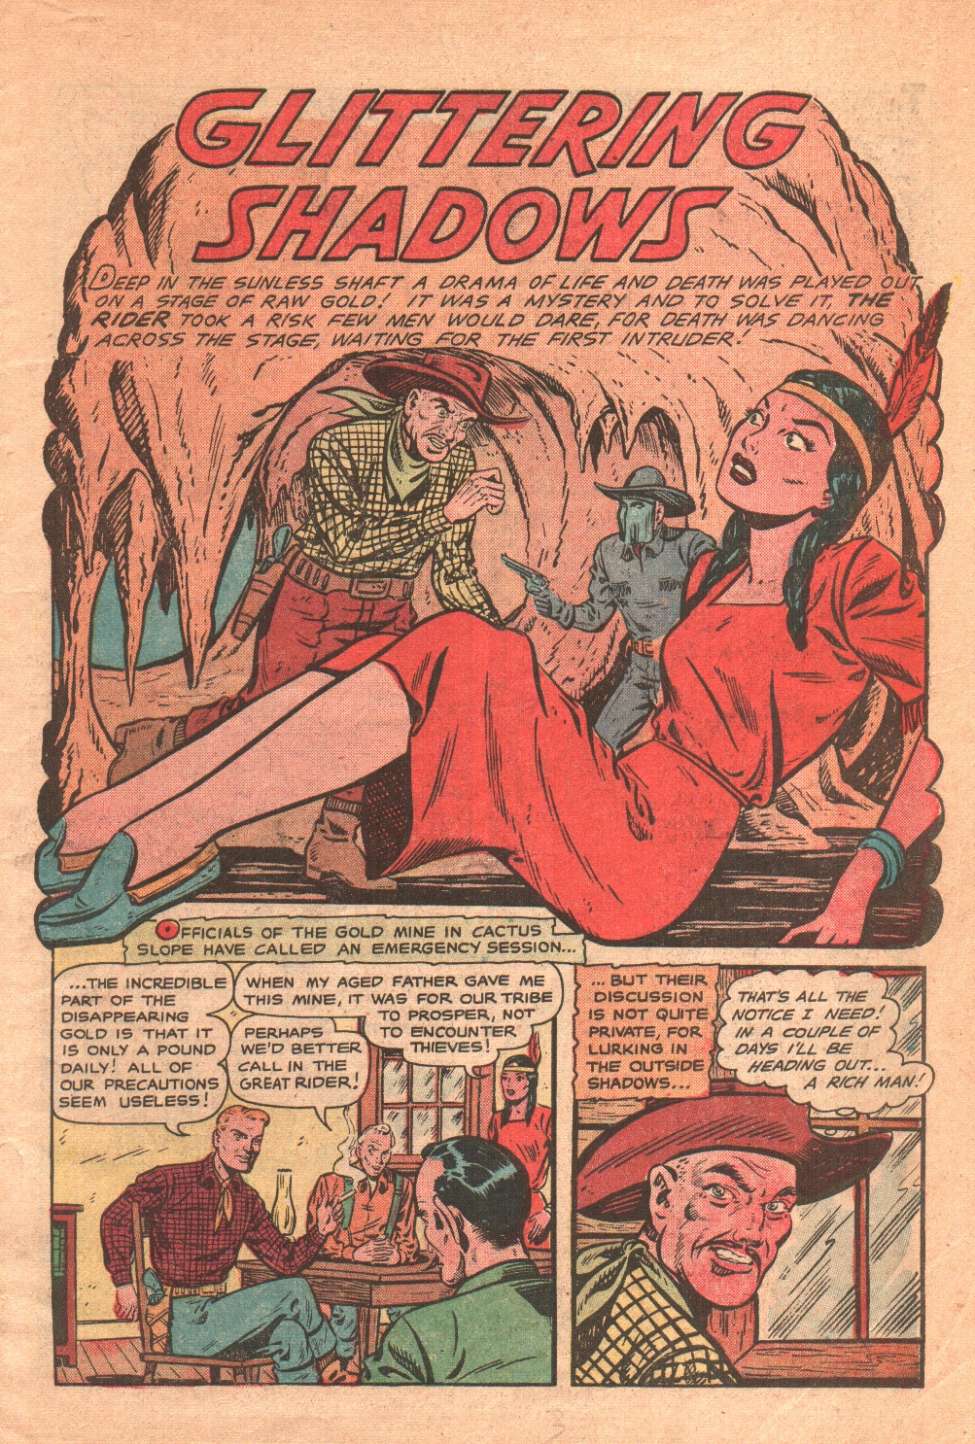 GLITTERING
SHADOWS
DEEP IN THE SUNLESS SHAFT A DRAMA OF LIFE AND DEATH WAS PLAYED OUT
ON A STAGE OF RAW GOLD! IT WAS A MYSTERY AND TO SOLVE IT, THE
RIDER TOOK A RISK FEW MEN WOULD DARE, FOR DEATH WAS DANCING
ACROSS THE STAGE, WAITING FOR THE FIRST INTRUDER!
OFFICIALS OF THE GOLD MINE IN CACTUS
SLOPE HAVE CALLED AN EMERGENCY SESSION...
...THE INCREDIBLE
PART OF THE
DISAPPEARING
GOLD IS THAT IT
IS ONLY A POUND
DAILY! ALL OF
OUR PRECAUTIONS
SEEM USELESS!
WHEN MY AGED FATHER GAVE ME
THIS MINE, IT WAS FOR OUR TRIBE
TO PROSPER, NOT
TO ENCOUNTER
THIEVES!
PERHAPS
WE'D BETTER
CALL IN THE
GREAT RIDER!
... BUT THEIR
DISCUSSION
IS NOT QUITE
PRIVATE, FOR
LURKING IN
THE OUTSIDE
SHADOWS...
THAT'S ALL THE
NOTICE I NEED!
IN A COUPLE OF
DAYS I'LL BE
HEADING OUT...
A RICH MAN!